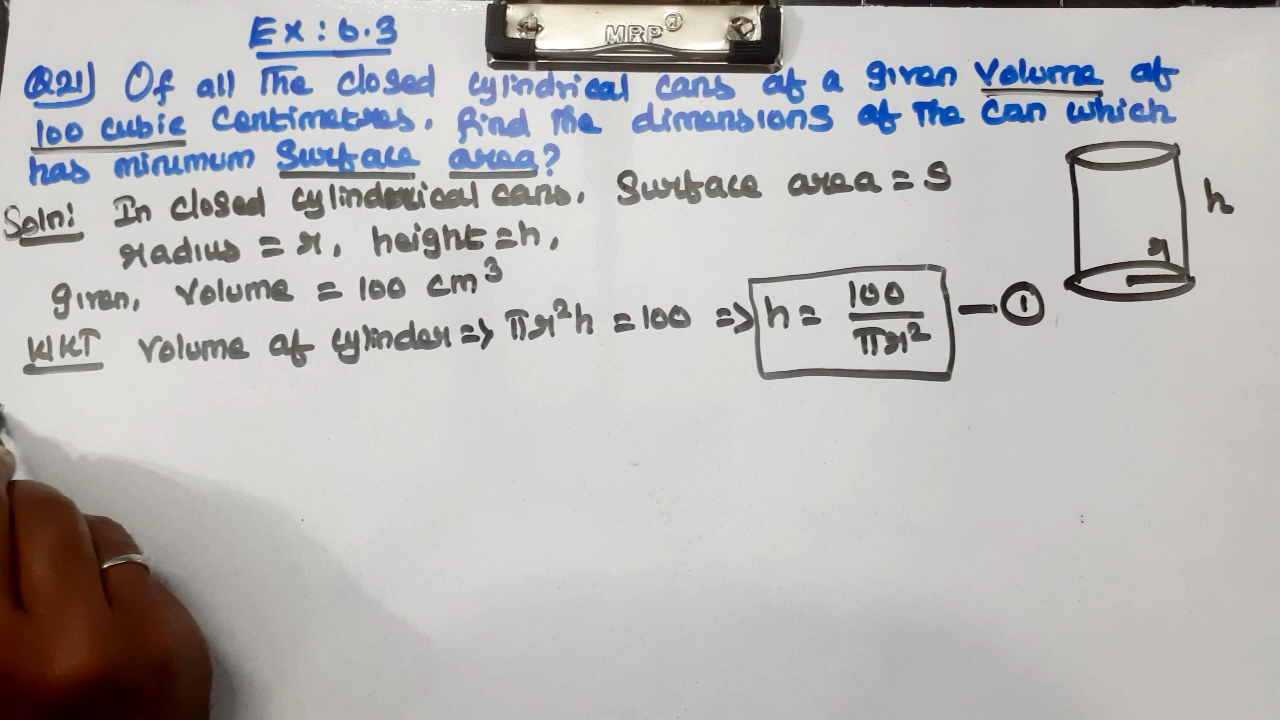 MRP®
Ex: 6.3
Q21) Of all The closed cylindrical cans of a given Volume of
100 cubic Centimetres, find The dimensions of The Can which
has minimum Surface area?
Soln: In closed cylinderical cans, Surface area = S
radius = r, height = h,
given, Volume = 100 cm³
WKT Volume of cylinder => πr²h = 100 => h = 100/πr² — ①
h
r